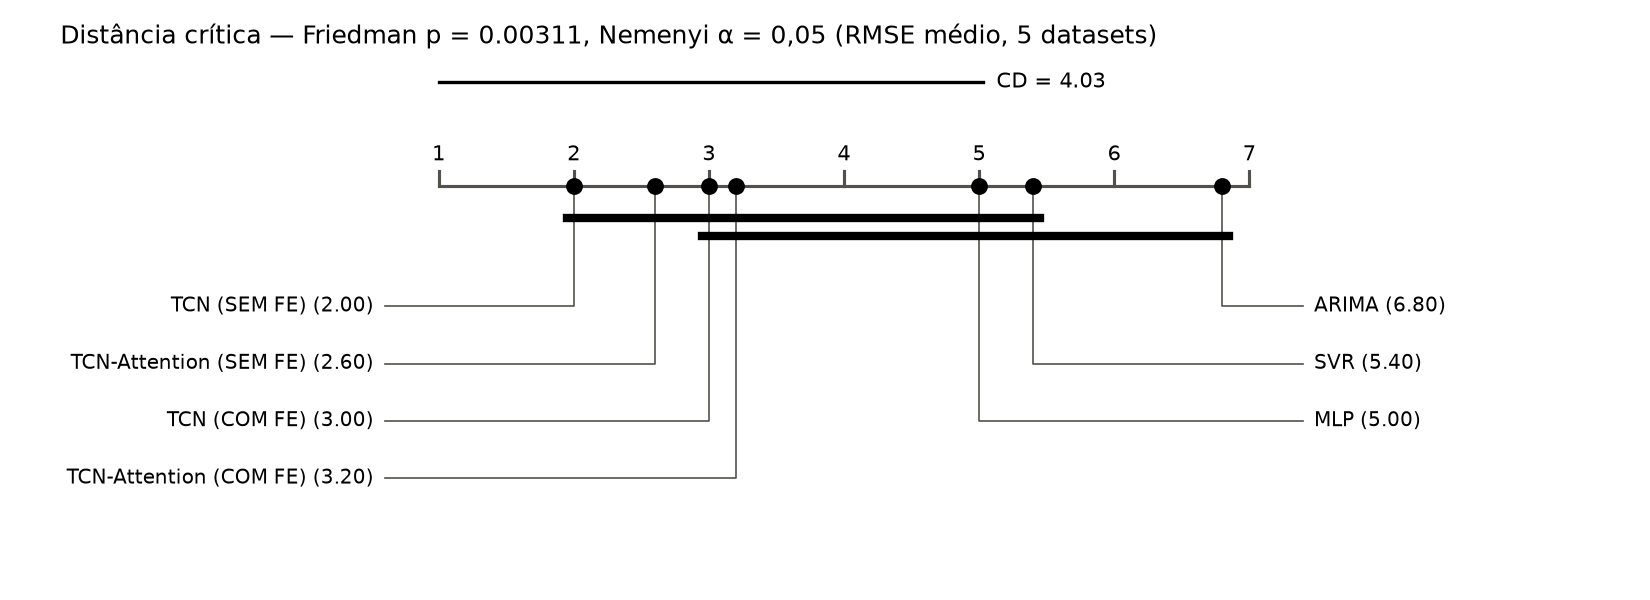 Distância crítica — Friedman p = 0.00311, Nemenyi α = 0,05 (RMSE médio, 5 datasets)
CD = 4.03
1 2 3 4 5 6 7
TCN (SEM FE) (2.00)
ARIMA (6.80)
TCN-Attention (SEM FE) (2.60)
SVR (5.40)
TCN (COM FE) (3.00)
MLP (5.00)
TCN-Attention (COM FE) (3.20)